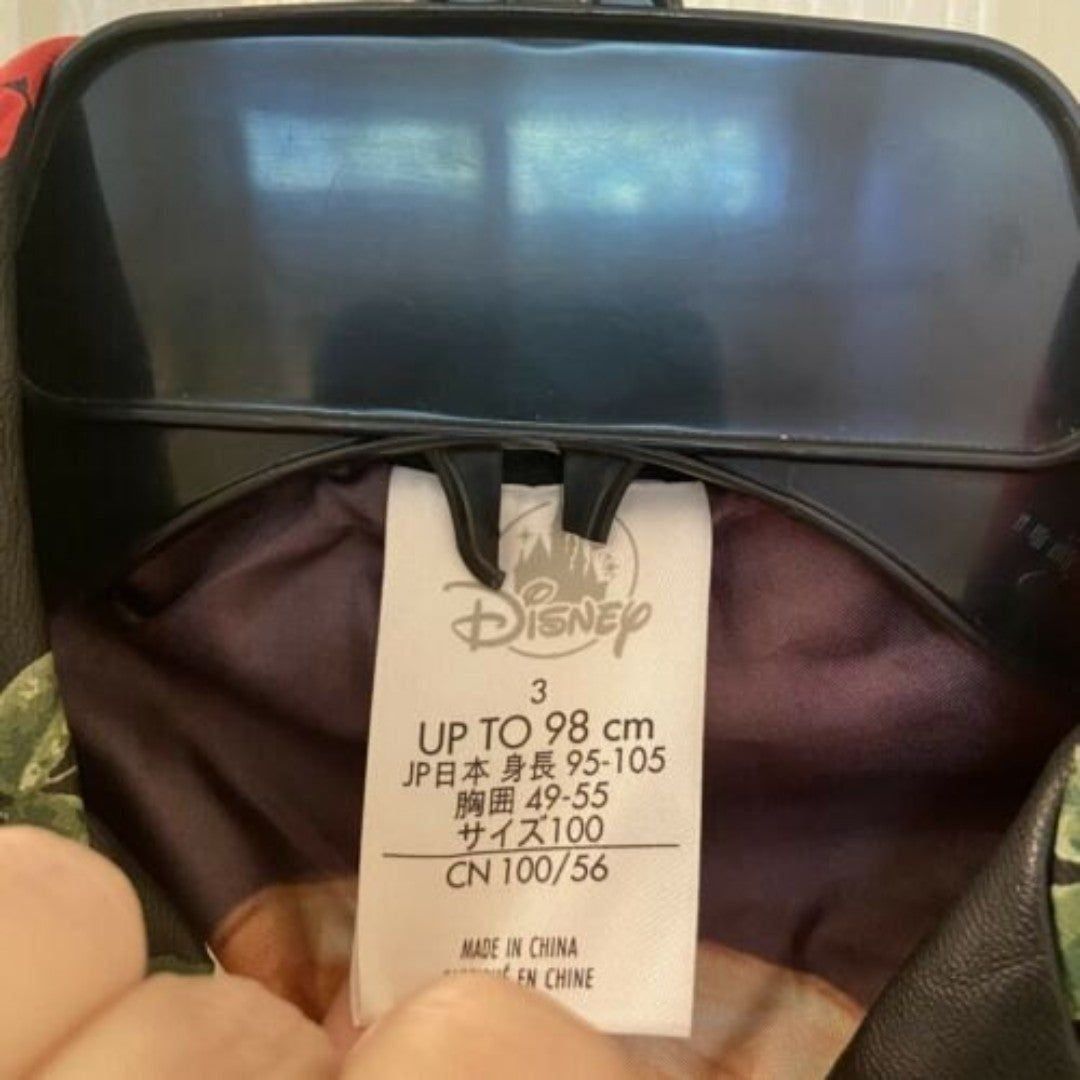 Disney
3
UP TO 98 cm
JP日本 身長 95-105
胸囲 49-55
サイズ100
CN 100/56
MADE IN CHINA
EN CHINE